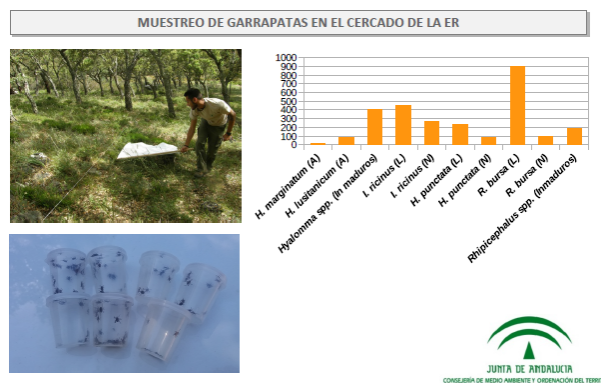 MUESTREO DE GARRAPATAS EN EL CERCADO DE LA ER
1000
900
800
700
600
500
400
300
200
100
0
H. marginatum (A)
H. lusitanicum (A)
Hyalomma spp. (In maduros)
I. ricinus (L)
I. ricinus (N)
H. punctata (L)
H. punctata (N)
R. bursa (L)
R. bursa (N)
Rhipicephalus spp. (Inmaduros)
JUNTA DE ANDALUCIA
CONSEJERÍA DE MEDIO AMBIENTE Y ORDENACIÓN DEL TERRI